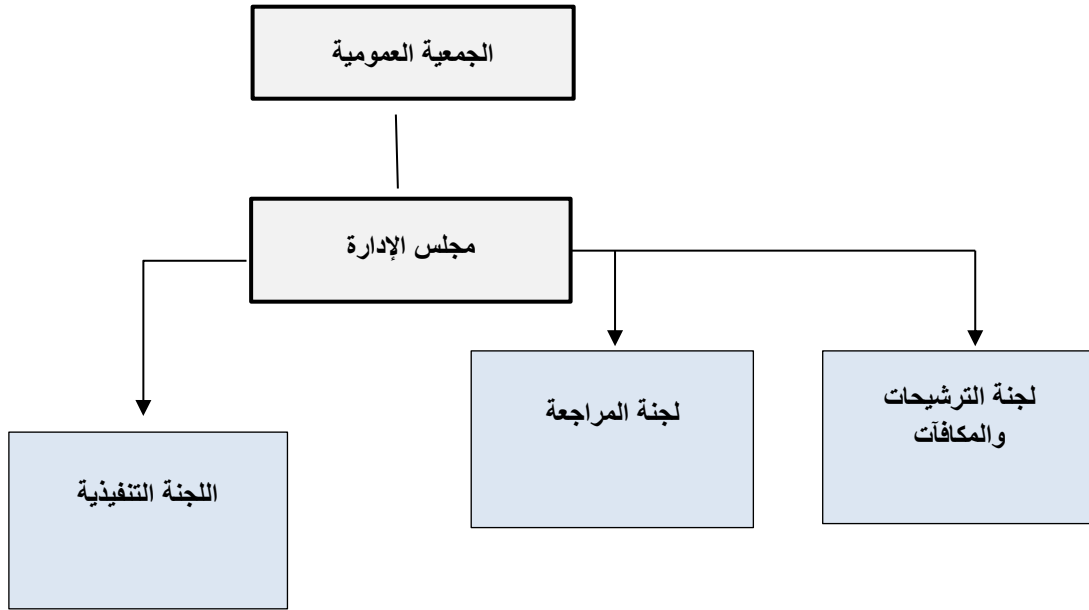 الجمعية العمومية
مجلس الإدارة
لجنة الترشيحات
والمكافآت
لجنة المراجعة
اللجنة التنفيذية